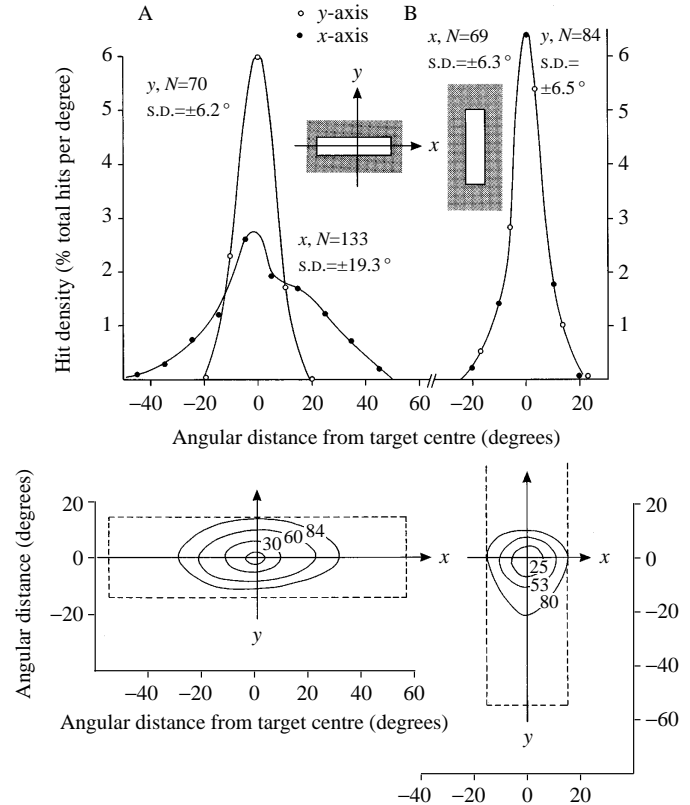 A
B
y-axis
x-axis
y, N=70
S.D.=±6.2°
x, N=69
S.D.=±6.3°
y, N=84
S.D.=
±6.5°
y
x
x, N=133
S.D.=±19.3°
Hit density (% total hits per degree)
6
5
4
3
2
1
6
5
4
3
2
1
−40 −20 0 20 40 60 −20 0 20
Angular distance from target centre (degrees)
Angular distance (degrees)
20
0
−20
30 60 84
x
y
−40 −20 0 20 40 60
Angular distance from target centre (degrees)
25
53
80
x
y
20
0
−20
−40
−60
−40 −20 0 20